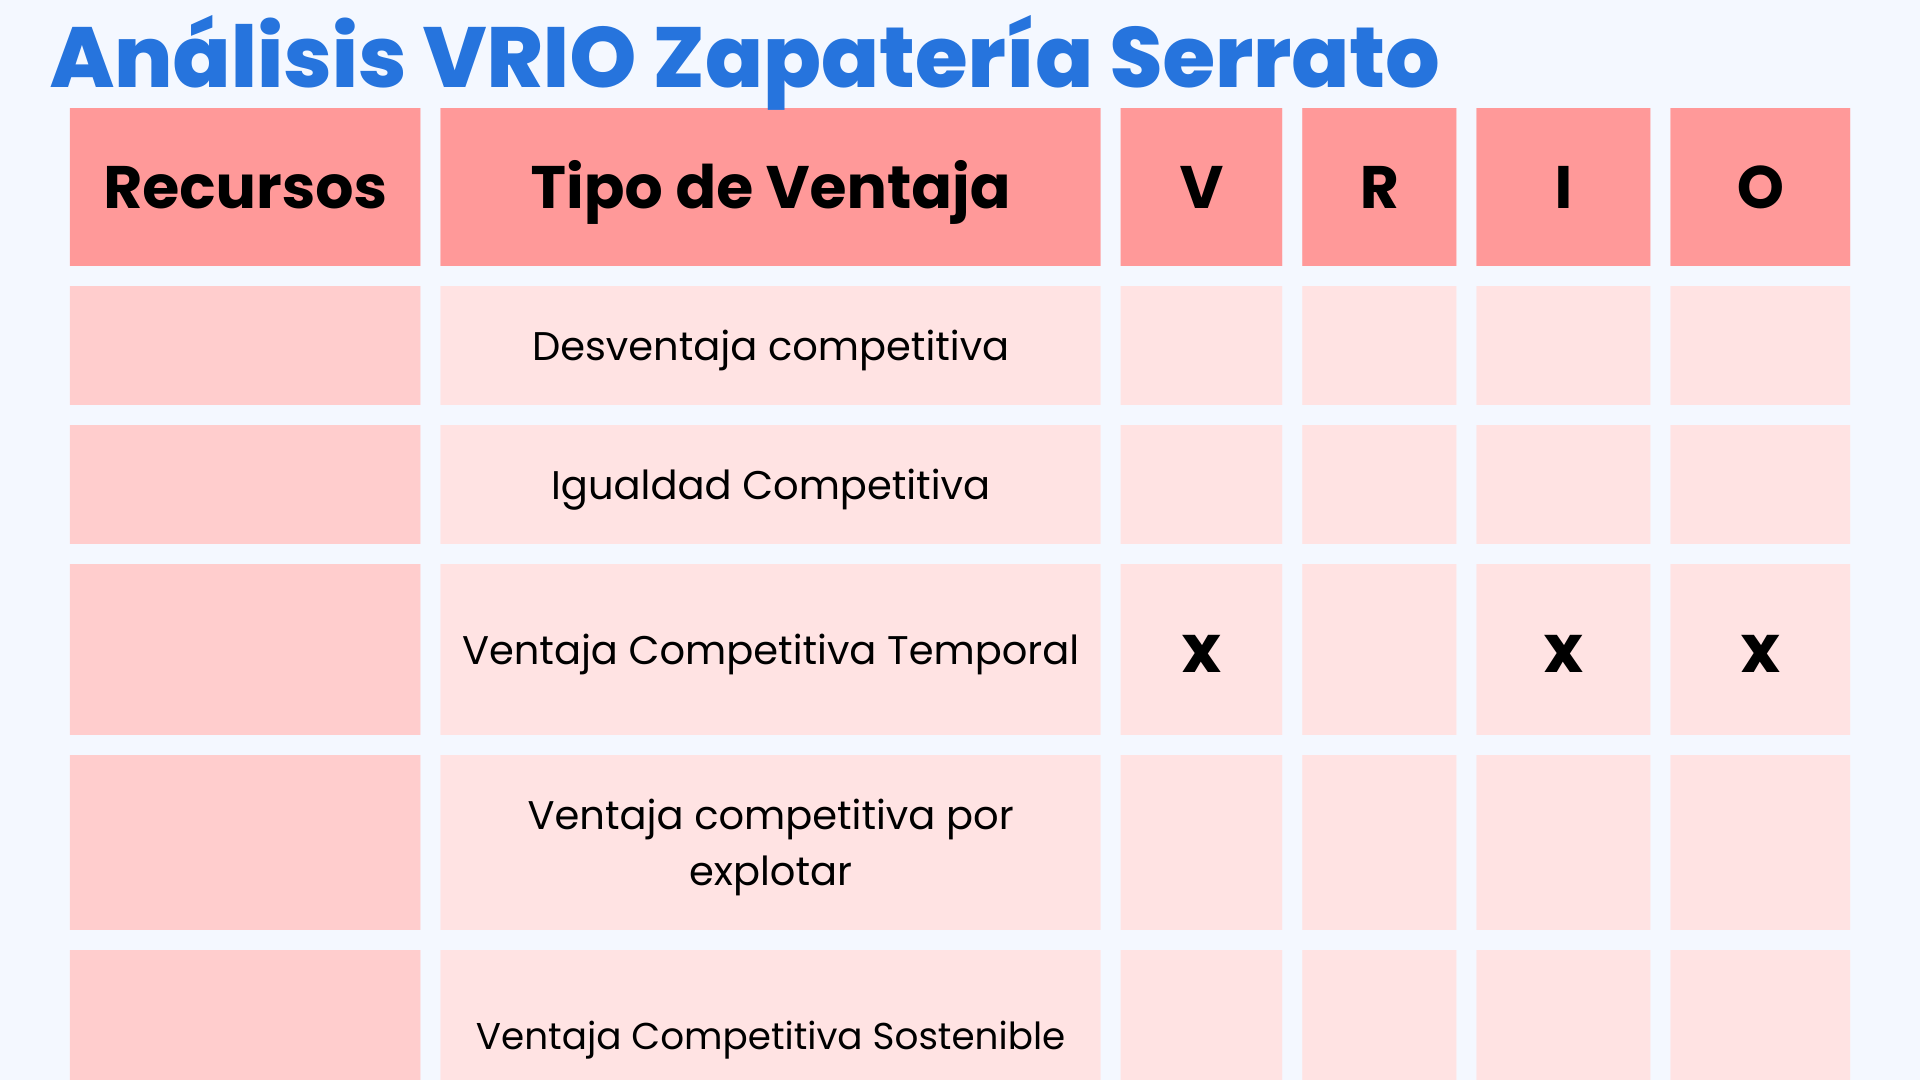 Análisis VRIO Zapatería Serrato
Recursos Tipo de Ventaja V R I O
Desventaja competitiva
Igualdad Competitiva
Ventaja Competitiva Temporal x x x
Ventaja competitiva por
explotar
Ventaja Competitiva Sostenible